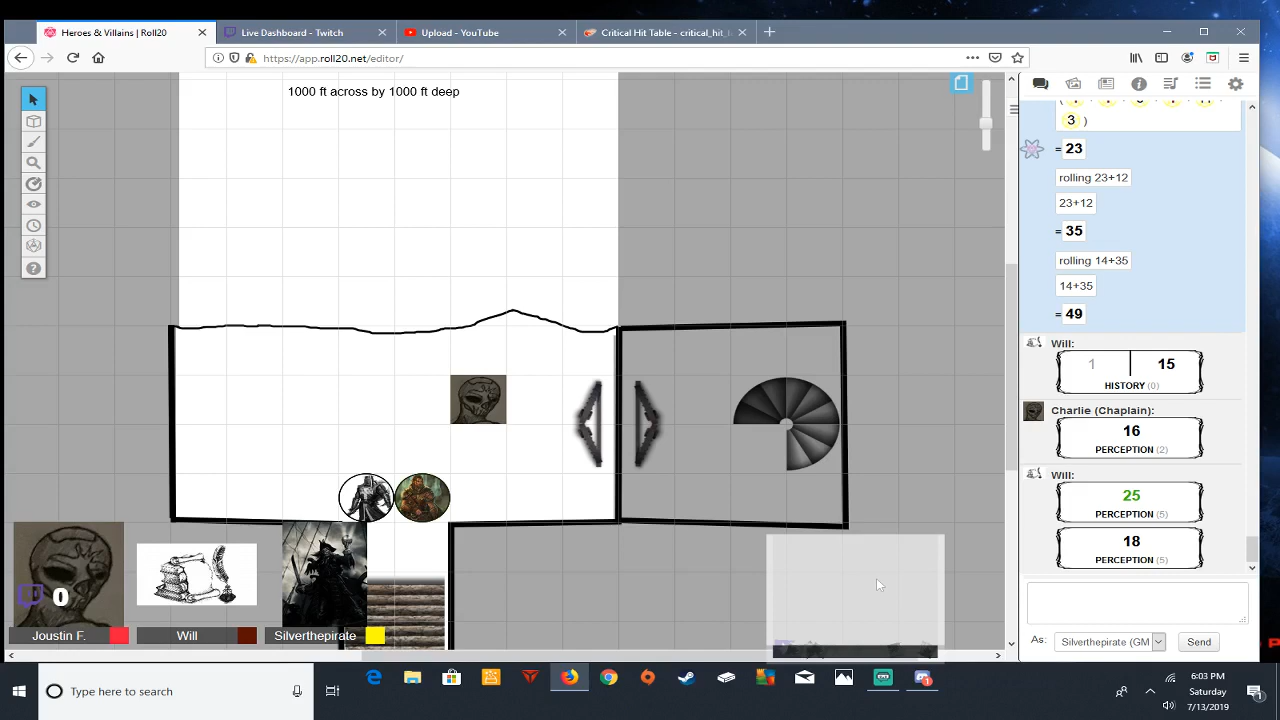 Heroes & Villains | Roll20
Live Dashboard - Twitch
Upload - YouTube
Critical Hit Table - critical_hit_
https://app.roll20.net/editor/
1000 ft across by 1000 ft deep
3 )
= 23
rolling 23+12
23+12
= 35
rolling 14+35
14+35
= 49
Will:
1 15
HISTORY (0)
Charlie (Chaplain):
16
PERCEPTION (2)
Will:
25
PERCEPTION (5)
18
PERCEPTION (5)
0
Joustin F.
Will
Silverthepirate
As:
Silverthepirate (GM
Send
Type here to search
6:03 PM
Saturday
7/13/2019